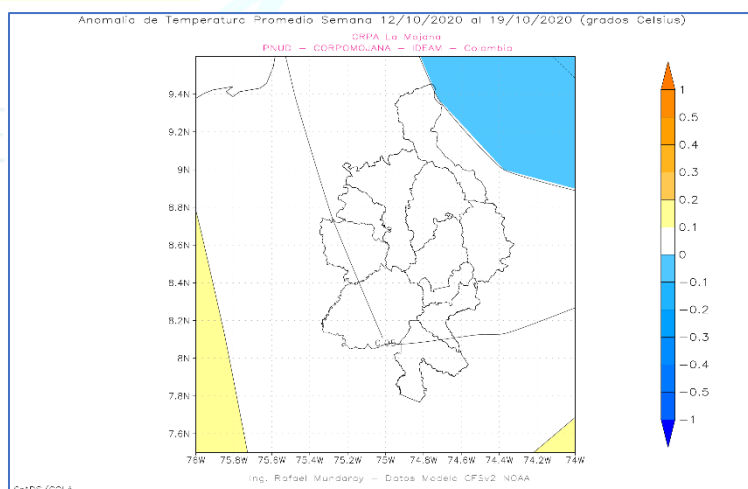 Anomalía de Temperatura Promedio Semana 12/10/2020 al 19/10/2020 (grados Celsius)
CRPA La Mojana
PNUD – CORPOMOJANA – IDEAM – Colombia
9.4N
9.2N
9N
8.8N
8.6N
8.4N
8.2N
8N
7.8N
7.6N
76W 75.8W 75.6W 75.4W 75.2W 75W 74.8W 74.6W 74.4W 74.2W 74W
1
0.5
0.4
0.3
0.2
0.1
0
−0.1
−0.2
−0.3
−0.4
−0.5
−1
0.05
Ing. Rafael Mundaray – Datos Modelo CFSv2 NOAA